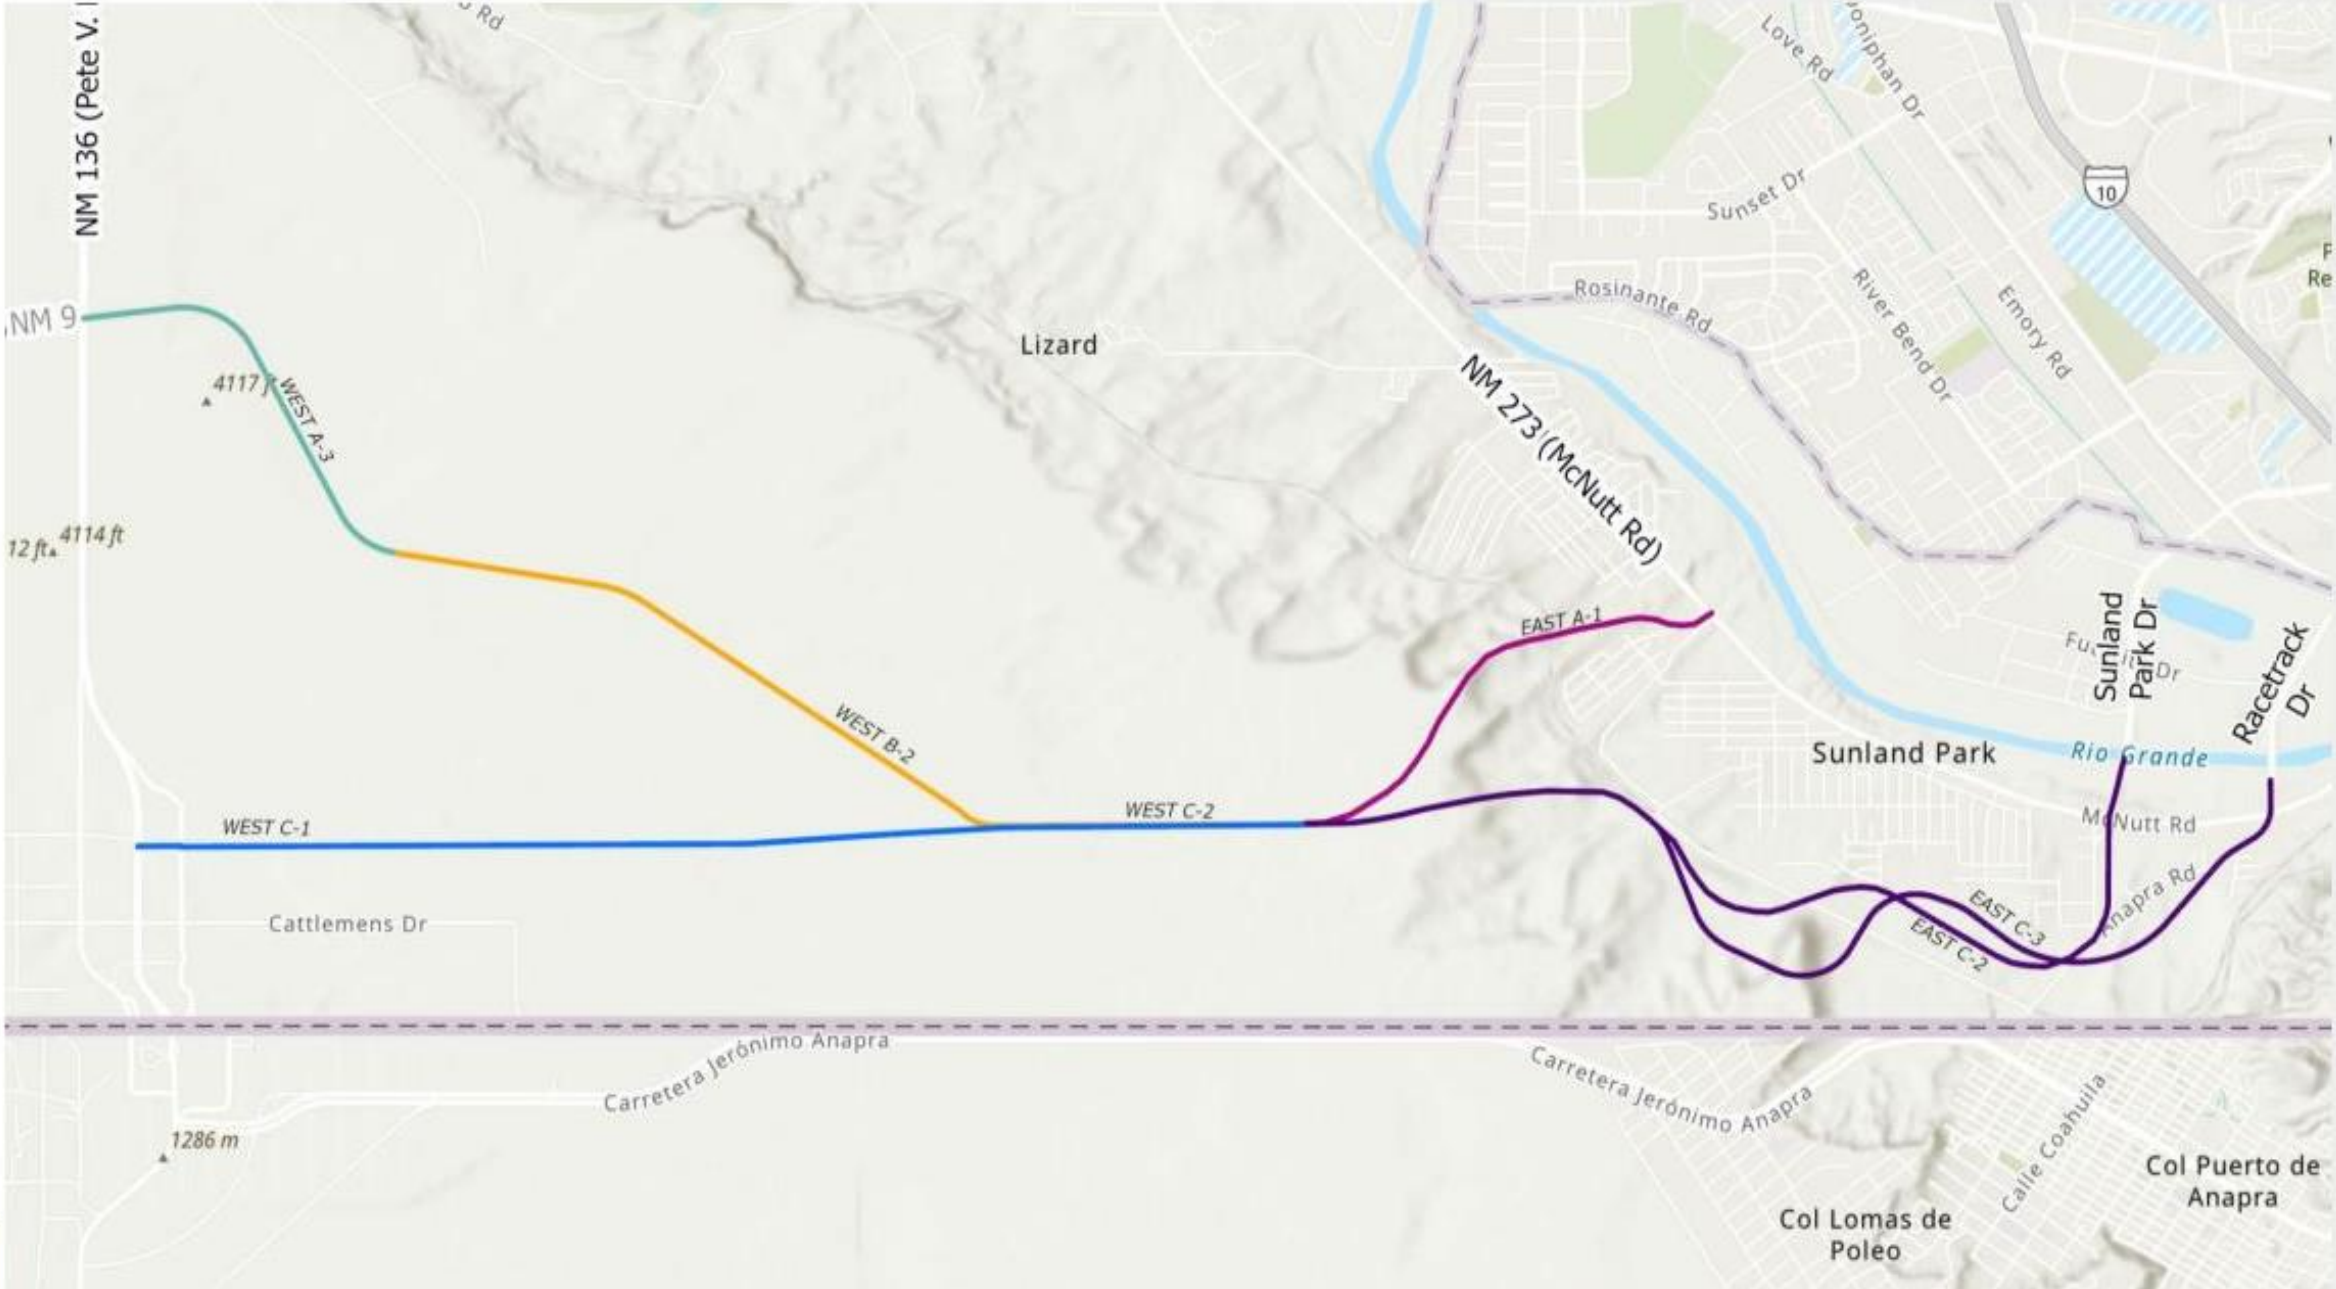 NM 136 (Pete V.
Rd
Love Rd
Doniphan Dr
10
Sunset Dr
Rosinante Rd
River Bend Dr
Emory Rd
NM 9
Lizard
4117 f
WEST A-3
NM 273 (McNutt Rd)
12 ft
4114 ft
EAST A-1
Sunland
Park Dr
Dr
Racetrack
Dr
WEST B-2
Sunland Park
Rio Grande
WEST C-1
WEST C-2
McNutt Rd
Anapra Rd
EAST C-3
EAST C-2
Cattlemens Dr
Carretera Jerónimo Anapra
Carretera Jerónimo Anapra
1286 m
Calle Coahuila
Col Puerto de
Anapra
Col Lomas de
Poleo